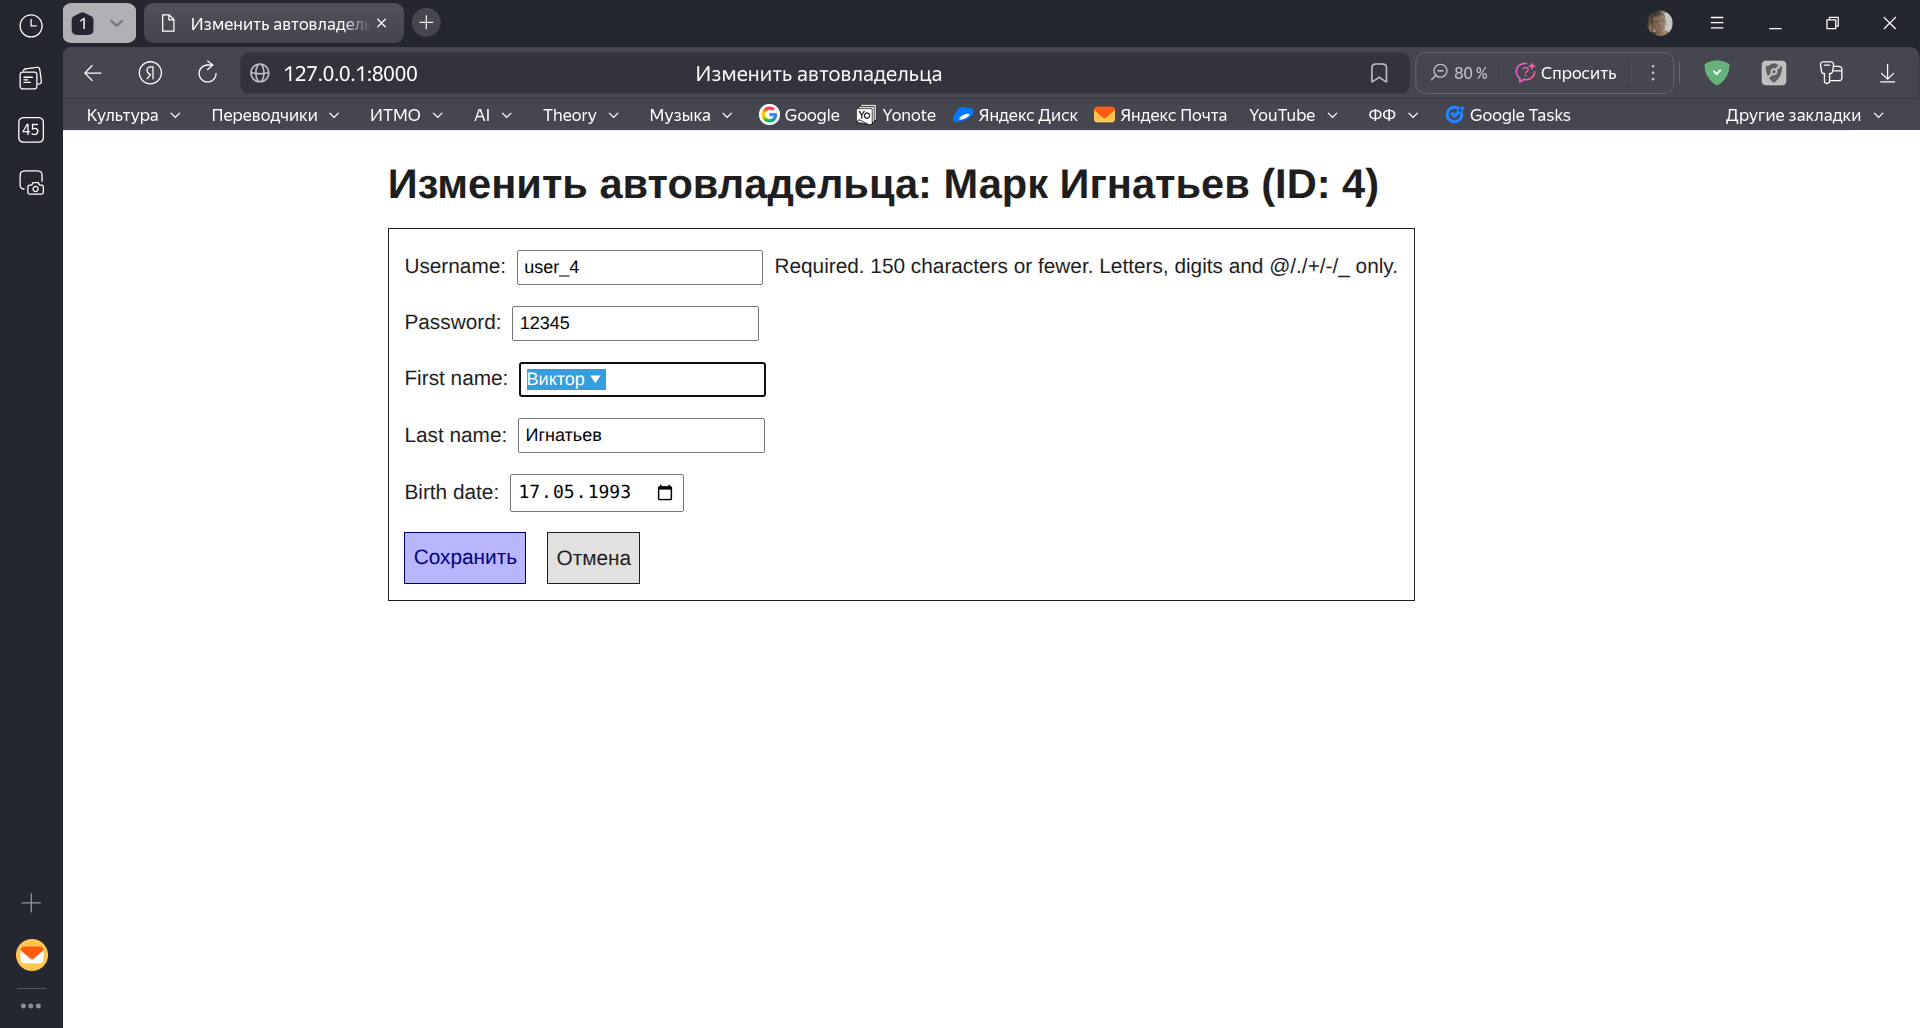 1
Изменить автовладель
127.0.0.1:8000
Изменить автовладельца
80 %
Спросить
45
Культура
Переводчики
ИТМО
AI
Theory
Музыка
Google
Yonote
Яндекс Диск
Яндекс Почта
YouTube
ФФ
Google Tasks
Другие закладки
Изменить автовладельца: Марк Игнатьев (ID: 4)
Username: user_4 Required. 150 characters or fewer. Letters, digits and @/./+/-/_ only.
Password: 12345
First name: Виктор ▼
Last name: Игнатьев
Birth date: 17.05.1993
Сохранить Отмена